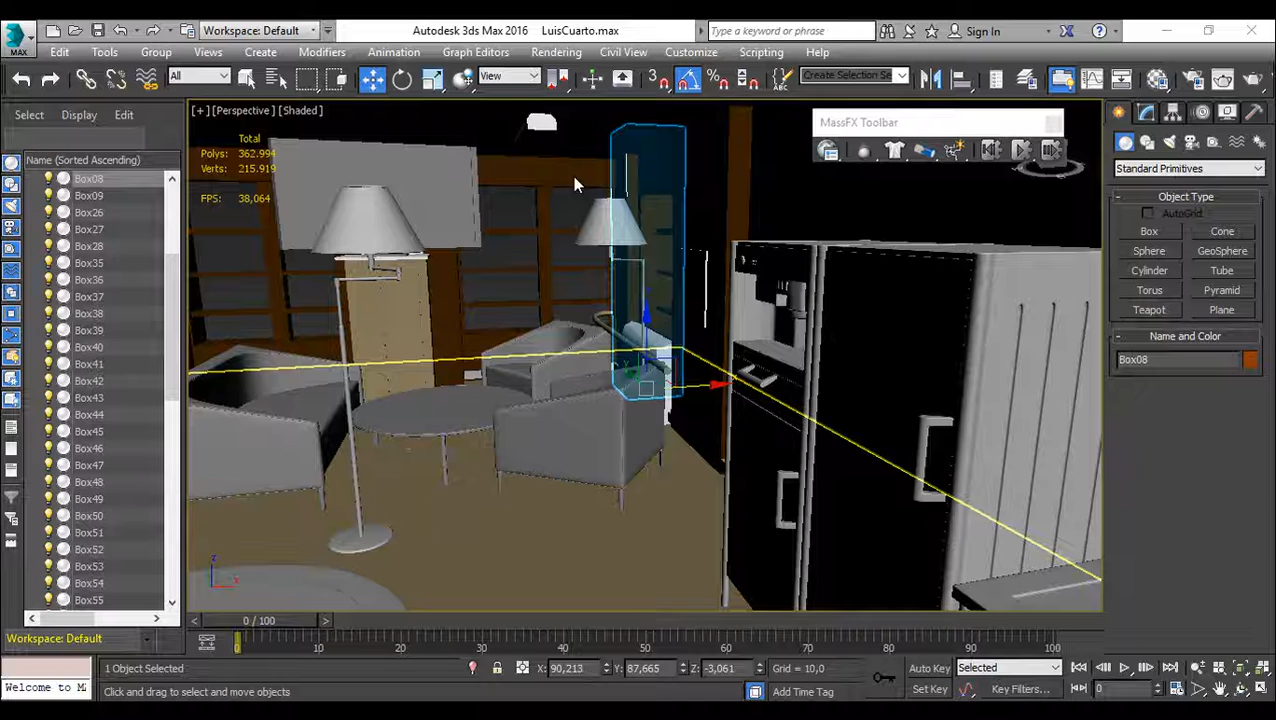 MAX
Workspace: Default
Autodesk 3ds Max 2016 LuisCuarto.max
Type a keyword or phrase
Sign In
Edit Tools Group Views Create Modifiers Animation Graph Editors Rendering Civil View Customize Scripting Help
All
View
Create Selection Se
Select Display Edit
Name (Sorted Ascending)
Box08
Box09
Box26
Box27
Box28
Box35
Box36
Box37
Box38
Box39
Box40
Box41
Box42
Box43
Box44
Box45
Box46
Box47
Box48
Box49
Box50
Box51
Box52
Box53
Box54
Box55
Workspace: Default
[+] [Perspective] [Shaded]
Total
Polys: 362.994
Verts: 215.919
FPS: 38,064
MassFX Toolbar
Standard Primitives
Object Type
AutoGrid
Box Cone
Sphere GeoSphere
Cylinder Tube
Torus Pyramid
Teapot Plane
Name and Color
Box08
0 / 100
0 10 20 30 40 50 60 70 80 90 100
1 Object Selected
X: 90,213 Y: 87,665 Z: -3,061 Grid = 10,0
Auto Key Selected
Welcome to M
Click and drag to select and move objects
Add Time Tag
Set Key Key Filters...
0